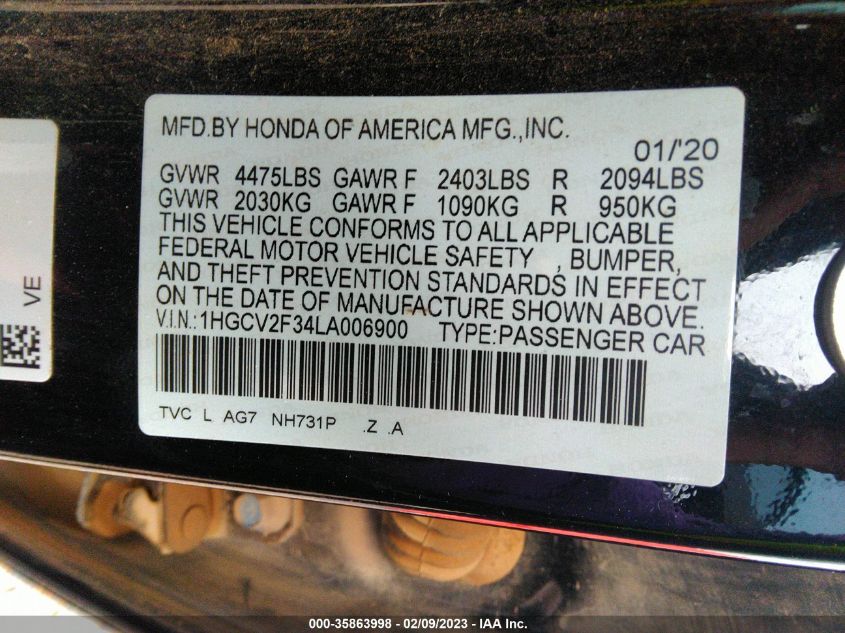 MFD.BY HONDA OF AMERICA MFG.,INC.
01/'20
GVWR 4475LBS GAWR F 2403LBS R 2094LBS
GVWR 2030KG GAWR F 1090KG R 950KG
THIS VEHICLE CONFORMS TO ALL APPLICABLE
FEDERAL MOTOR VEHICLE SAFETY , BUMPER,
AND THEFT PREVENTION STANDARDS IN EFFECT
ON THE DATE OF MANUFACTURE SHOWN ABOVE.
V.I.N.:1HGCV2F34LA006900 TYPE:PASSENGER CAR
TVC L AG7 NH731P .Z .A
VE
000-35863998 - 02/09/2023 - IAA Inc.